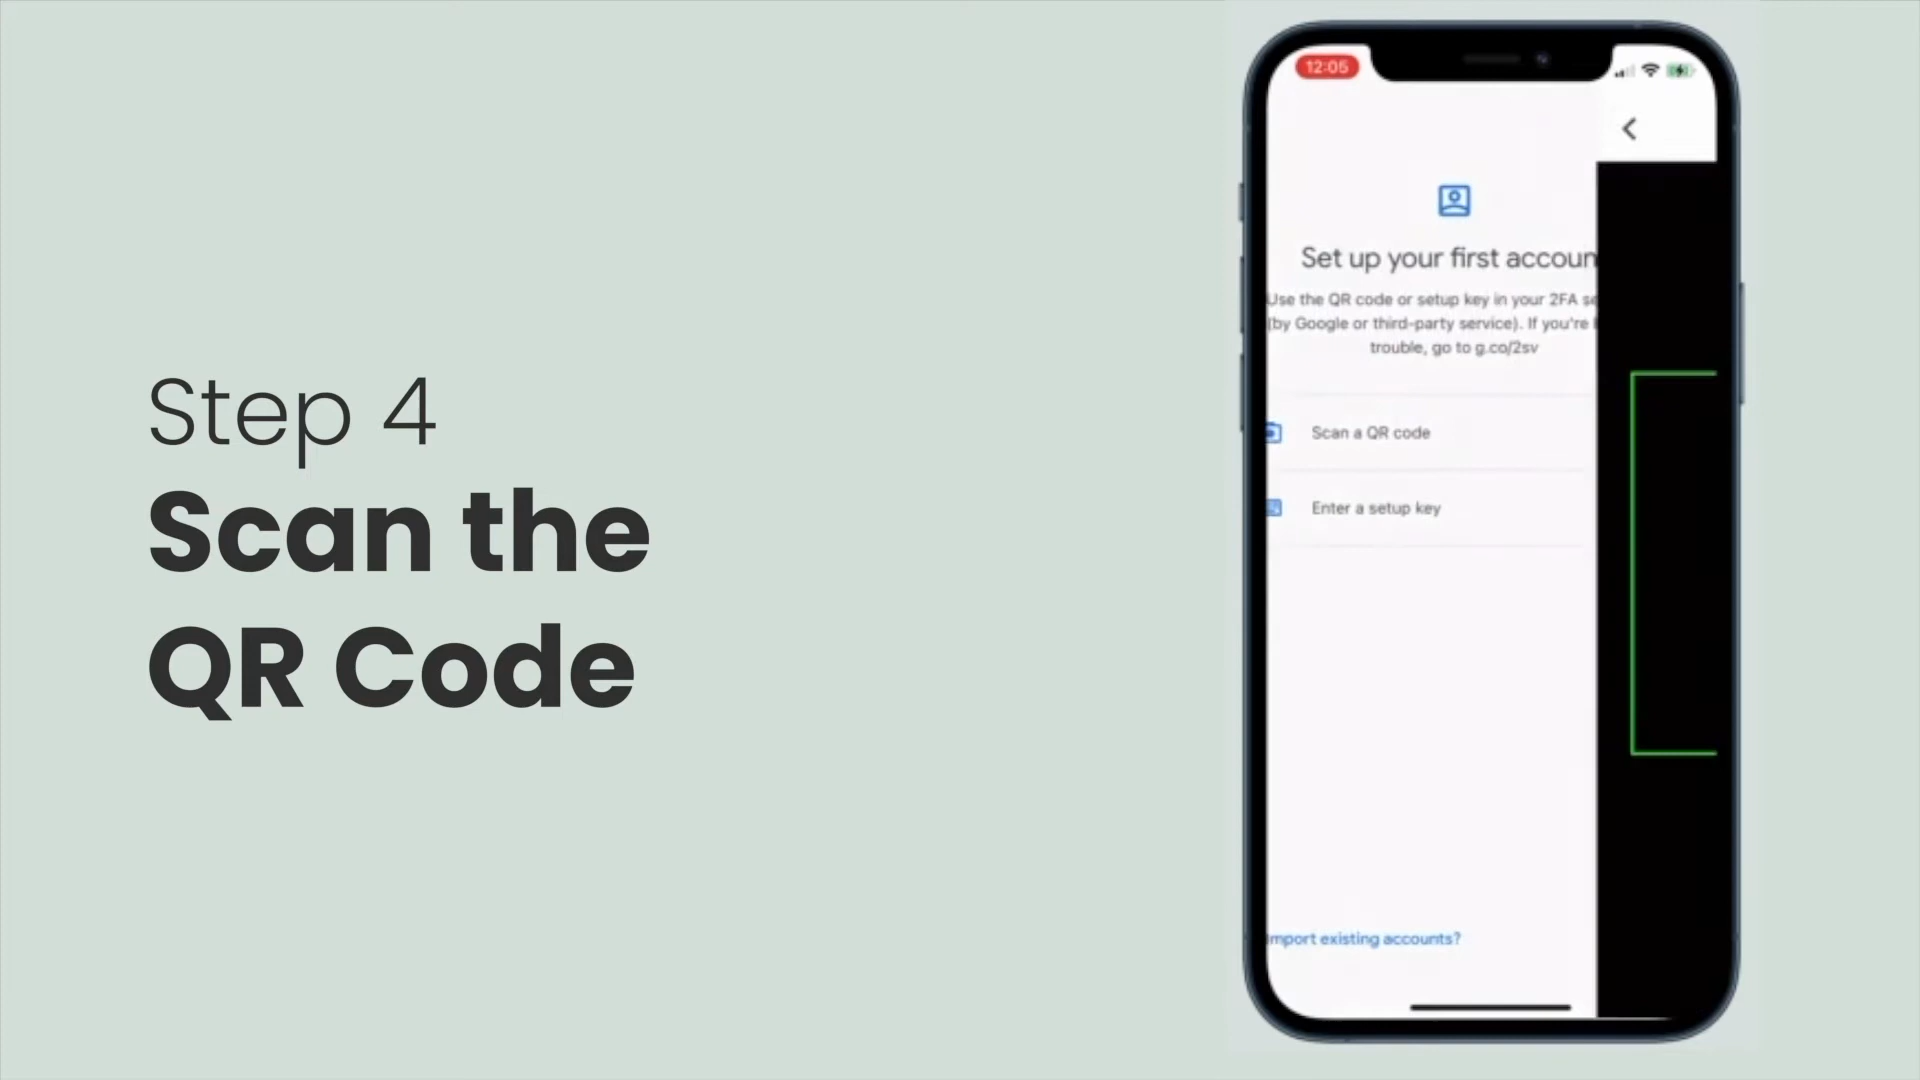 Step 4
Scan the
QR Code
12:05
Set up your first accoun
Use the QR code or setup key in your 2FA se
(by Google or third-party service). If you're
trouble, go to g.co/2sv
Scan a QR code
Enter a setup key
mport existing accounts?